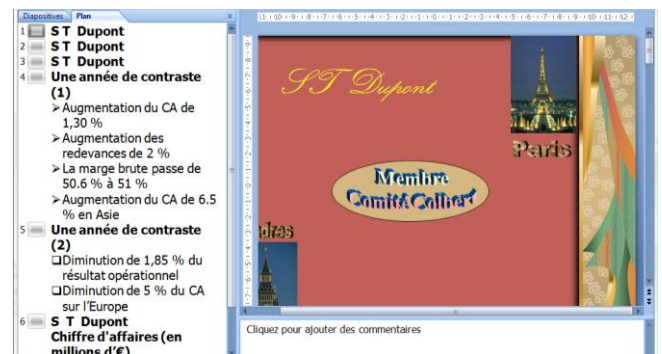 Diapositives Plan
1 S T Dupont
2 S T Dupont
3 S T Dupont
4 Une année de contraste
(1)
➢Augmentation du CA de
1,30 %
➢Augmentation des
redevances de 2 %
➢La marge brute passe de
50.6 % à 51 %
➢Augmentation du CA de 6.5
% en Asie
5 Une année de contraste
(2)
❑Diminution de 1,85 % du
résultat opérationnel
❑Diminution de 5 % du CA
sur l'Europe
6 S T Dupont
Chiffre d'affaires (en
millions d'€)
ST Dupont
Paris
Membre
Comité Colbert
dres
Cliquez pour ajouter des commentaires